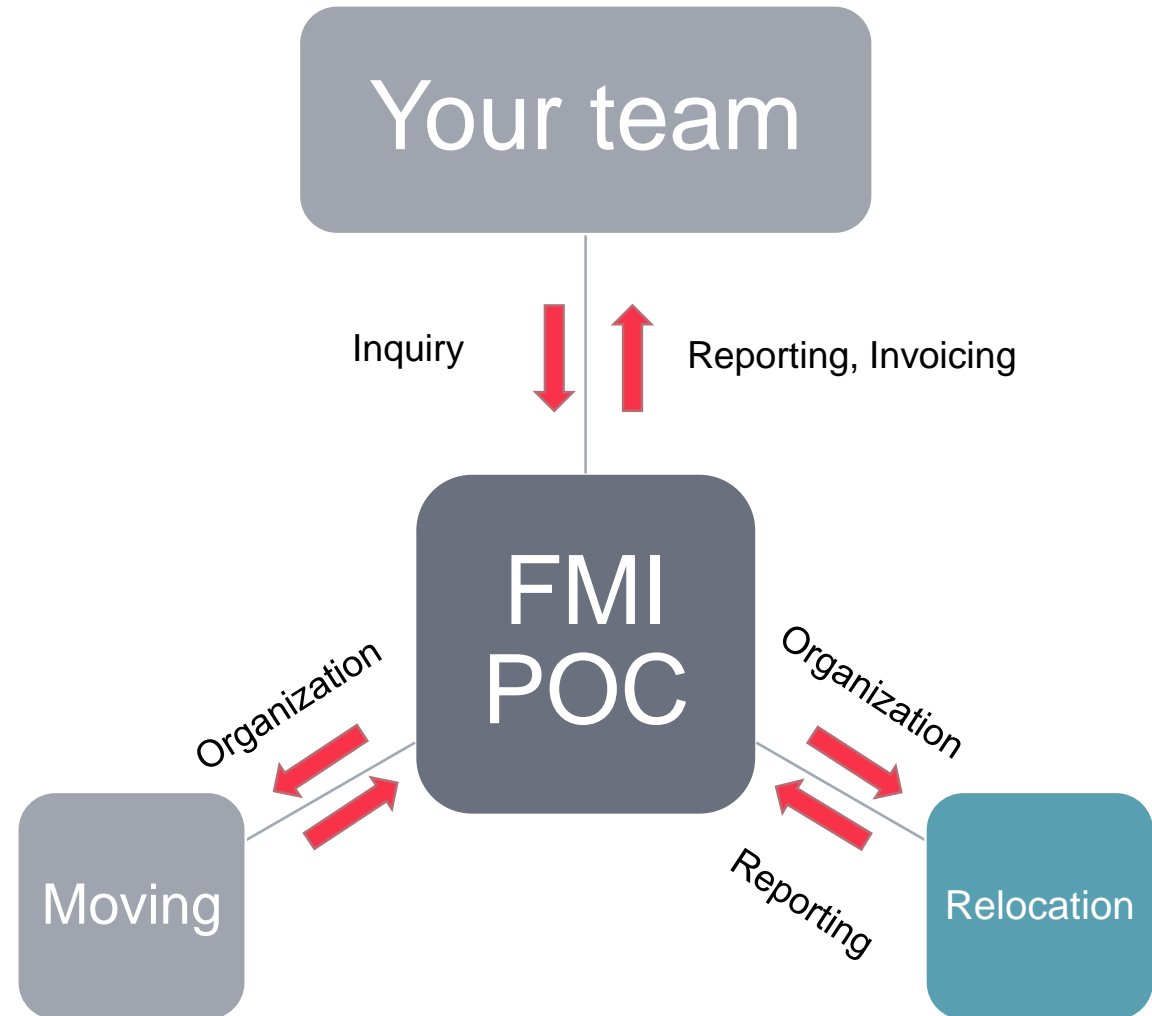 Your team
Inquiry
Reporting, Invoicing
FMI
POC
Organization
Organization
Moving
Reporting
Relocation